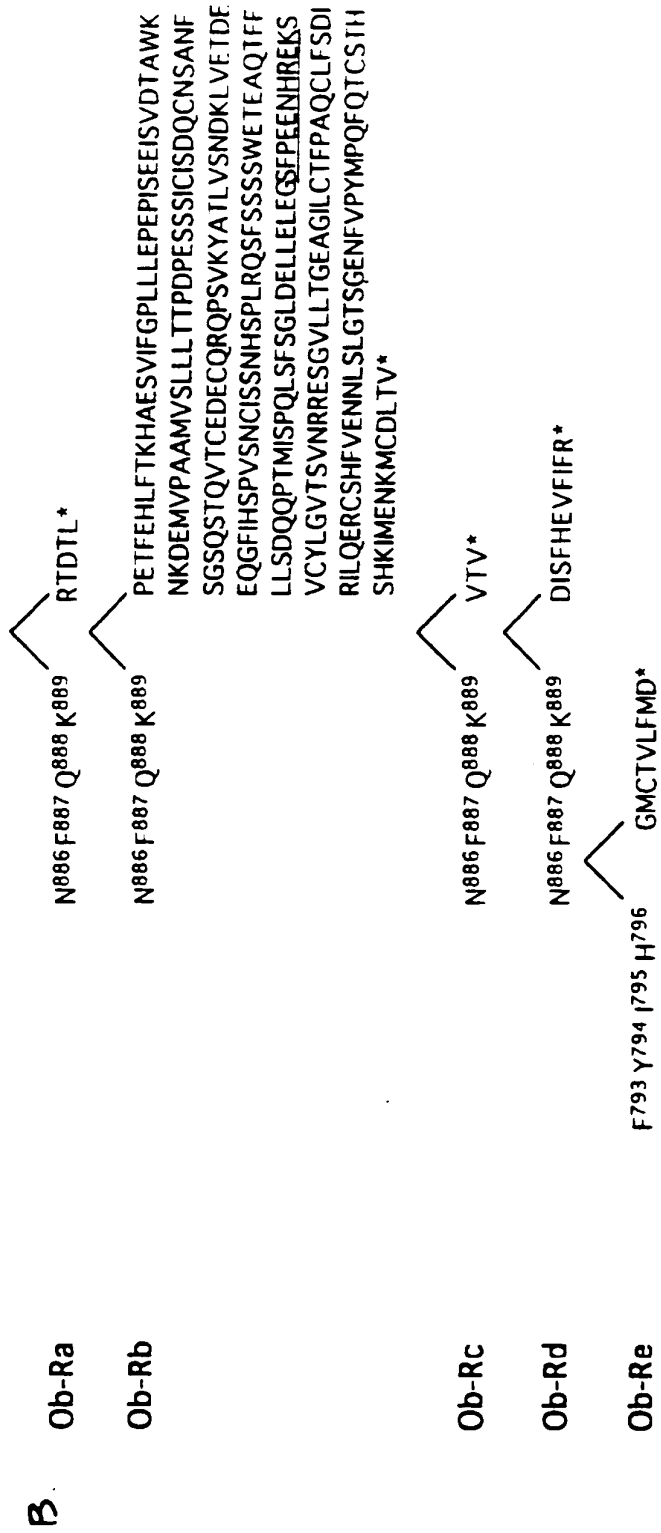 B.
Ob-Ra N886 F887 Q888 K889 RTDTL*
Ob-Rb N886 F887 Q888 K889 PETFEHLFTKHAESVIFGPLLLEPEPISEEISVDTAWK
NKDEMVPAAMVSLLLTTPDPESSSICISDQCNSANF
SGSQSTQVTCEDECQRQPSVKYATLVSNDKLVETDE
EQGFIHSPVSNCISSNHSPLRQSFSSSSWETEAQTFF
LLSDQQPTMISPQLSFSGLDELLELEGSFPEENHREKS
VCYLGVTSVNRRESGVLLTGEAGILCTFPAQCLFSDI
RILQERCSHFVENNLSLGTSGENFVPYMPQFQTCSTH
SHKIMENKMCDLTV*
Ob-Rc N886 F887 Q888 K889 VTV*
Ob-Rd N886 F887 Q888 K889 DISFHEVFIFR*
Ob-Re F793 Y794 I795 H796 GMCTVLFMD*